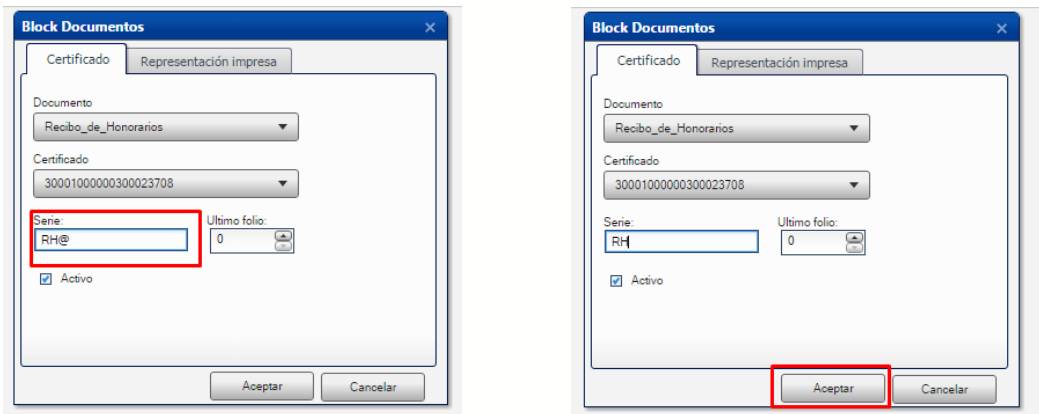 Block Documentos
Certificado Representación impresa
Documento
Recibo_de_Honorarios
Certificado
30001000000300023708
Serie: Ultimo folio:
RH@ 0
Activo
Aceptar Cancelar
Block Documentos
Certificado Representación impresa
Documento
Recibo_de_Honorarios
Certificado
30001000000300023708
Serie: Ultimo folio:
RH 0
Activo
Aceptar Cancelar